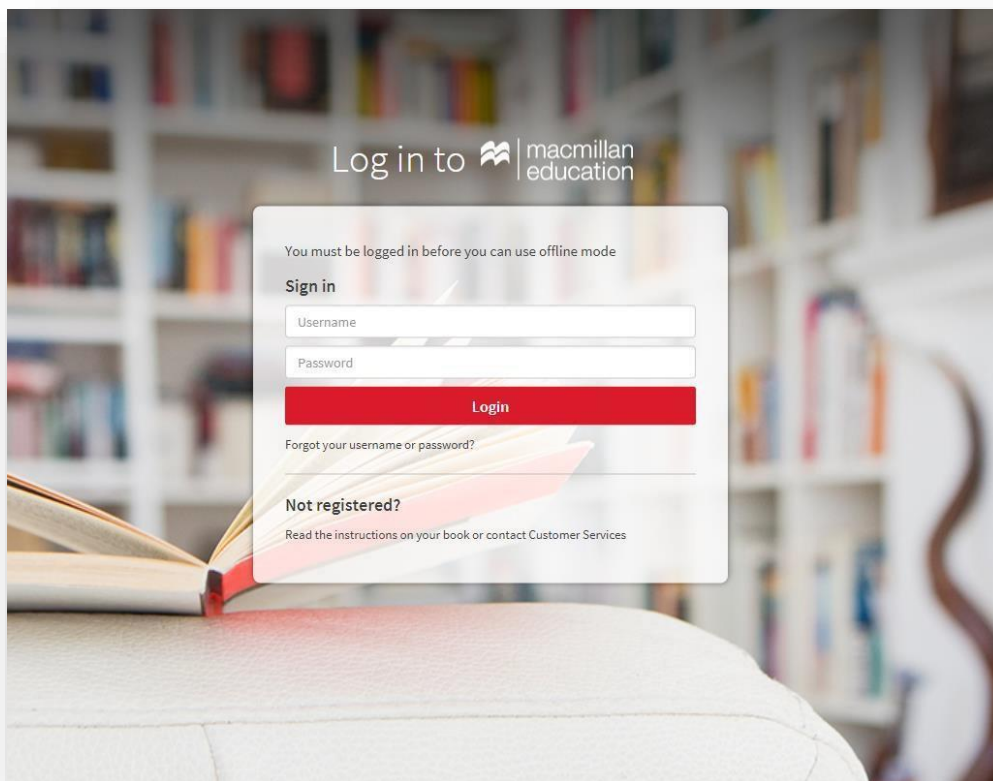 Log in to macmillan education
You must be logged in before you can use offline mode
Sign in
Username
Password
Login
Forgot your username or password?
Not registered?
Read the instructions on your book or contact Customer Services